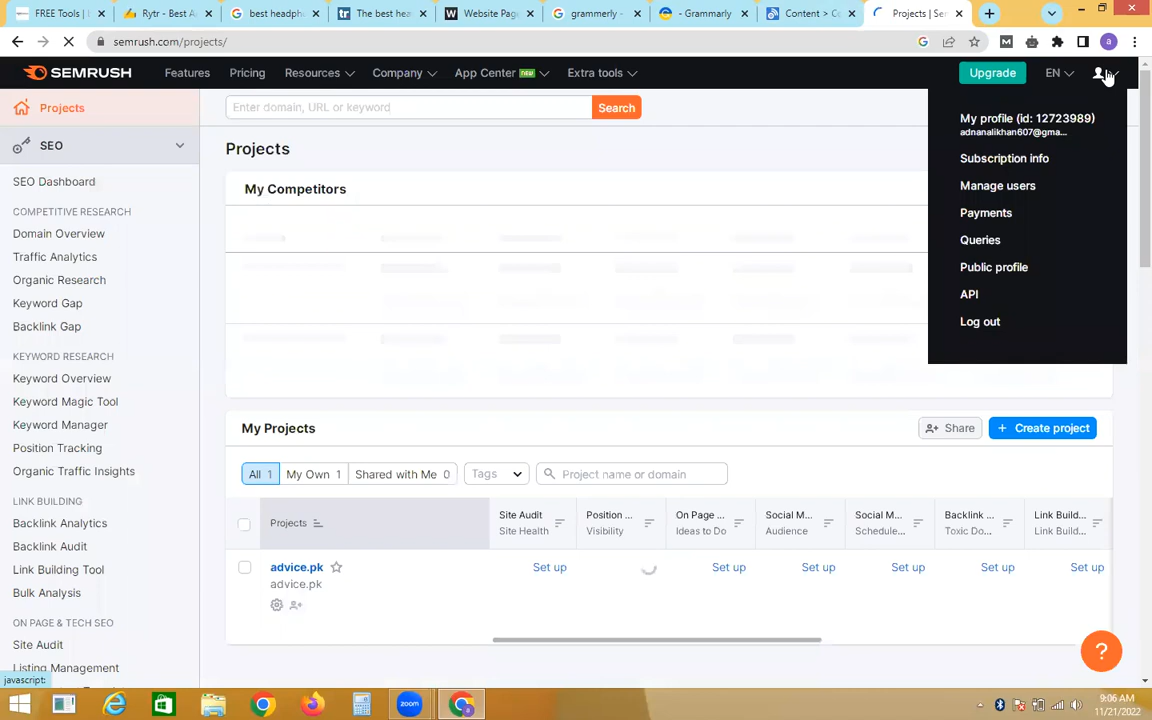 FREE Tools |
Rytr - Best A
best headph
The best hea
Website Pag
grammerly -
- Grammarly
Content > C
Projects | Se
semrush.com/projects/
SEMRUSH
Features
Pricing
Resources
Company
App Center NEW
Extra tools
Upgrade
EN
Projects
Enter domain, URL or keyword
Search
My profile (id: 12723989)
adnanalikhan607@gma...
Subscription info
Manage users
Payments
Queries
Public profile
API
Log out
SEO
SEO Dashboard
COMPETITIVE RESEARCH
Domain Overview
Traffic Analytics
Organic Research
Keyword Gap
Backlink Gap
KEYWORD RESEARCH
Keyword Overview
Keyword Magic Tool
Keyword Manager
Position Tracking
Organic Traffic Insights
LINK BUILDING
Backlink Analytics
Backlink Audit
Link Building Tool
Bulk Analysis
ON PAGE & TECH SEO
Site Audit
Listing Management
javascript:
Projects
My Competitors
My Projects
Share
+ Create project
All 1
My Own 1
Shared with Me 0
Tags
Project name or domain
Projects
Site Audit
Site Health
Position ...
Visibility
On Page ...
Ideas to Do
Social M...
Audience
Social M...
Schedule...
Backlink ...
Toxic Do...
Link Build...
Link Build...
advice.pk
advice.pk
Set up
Set up
Set up
Set up
Set up
Set up
?
zoom
9:06 AM
11/21/2022